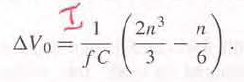 ΔV₀ = I 1/fC (2n³/3 − n/6).